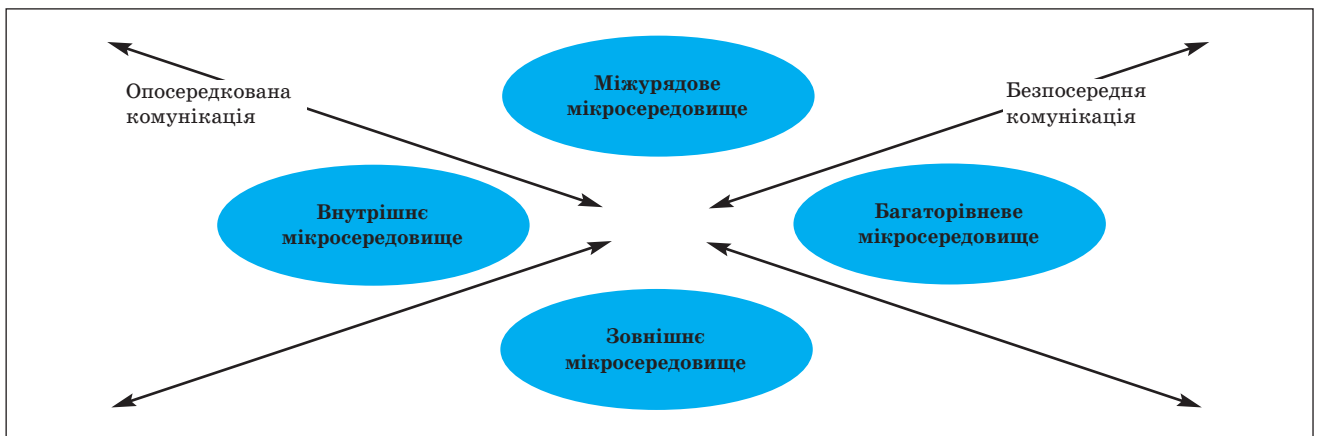 Міжурядове
мікросередовище
Опосередкована
комунікація
Безпосередня
комунікація
Внутрішнє
мікросередовище
Багаторівневе
мікросередовище
Зовнішнє
мікросередовище